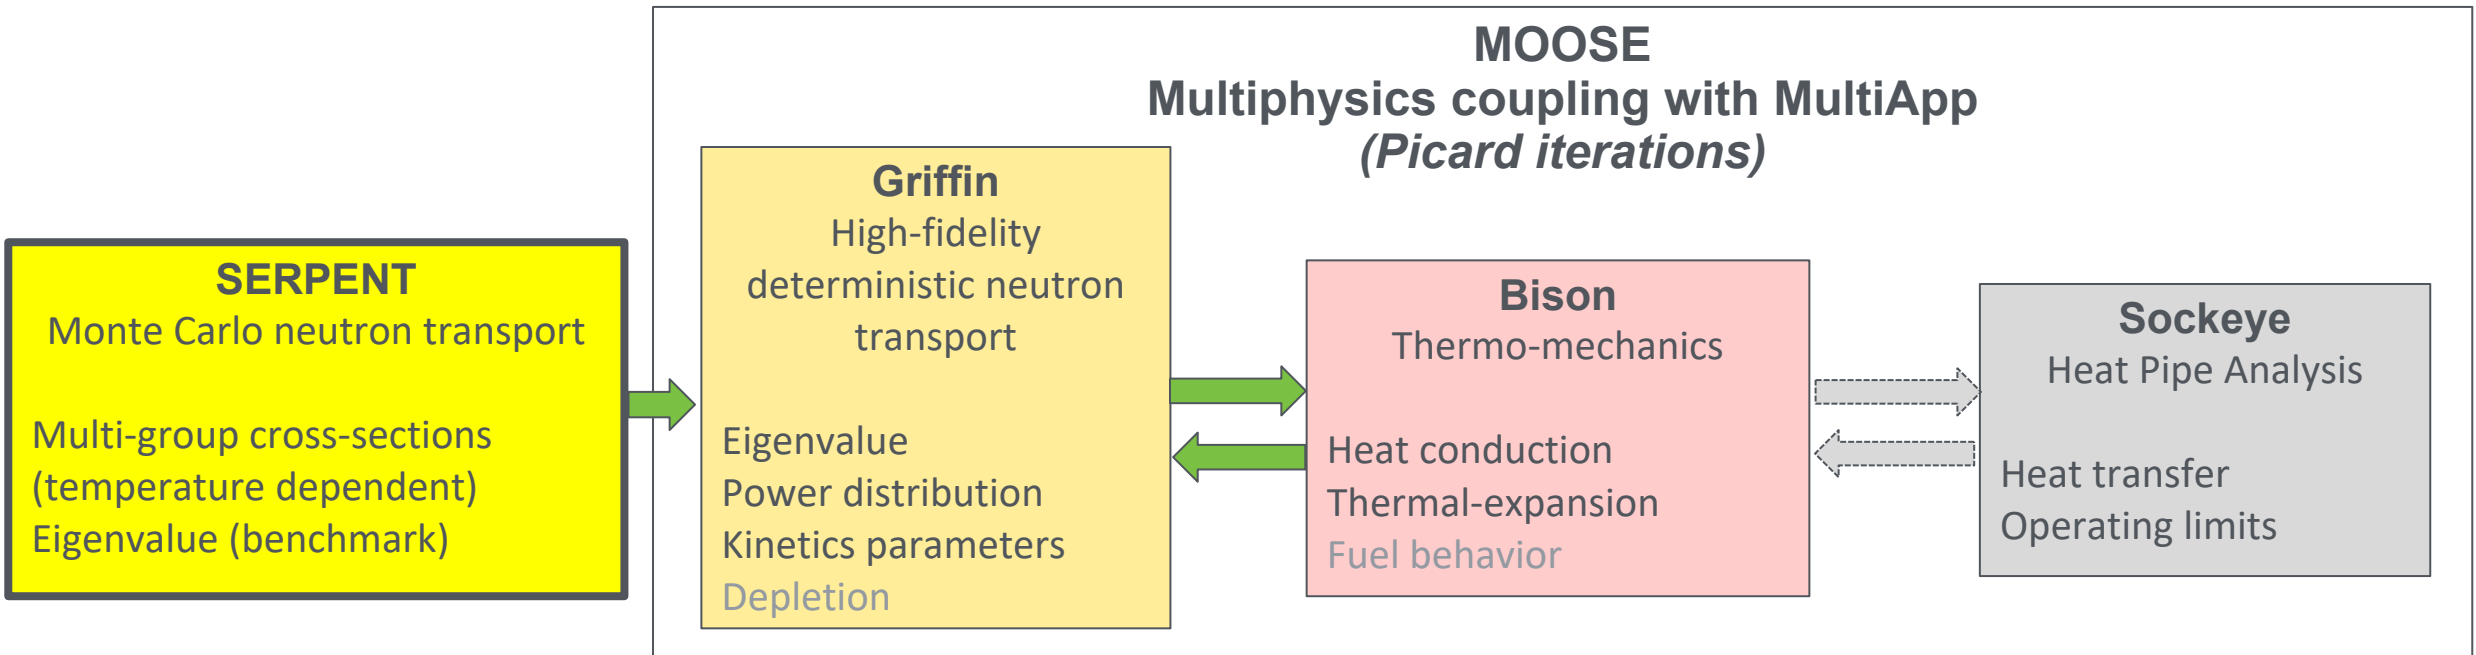 MOOSE
Multiphysics coupling with MultiApp
(Picard iterations)
SERPENT
Monte Carlo neutron transport
Multi-group cross-sections
(temperature dependent)
Eigenvalue (benchmark)
Griffin
High-fidelity
deterministic neutron
transport
Eigenvalue
Power distribution
Kinetics parameters
Depletion
Bison
Thermo-mechanics
Heat conduction
Thermal-expansion
Fuel behavior
Sockeye
Heat Pipe Analysis
Heat transfer
Operating limits